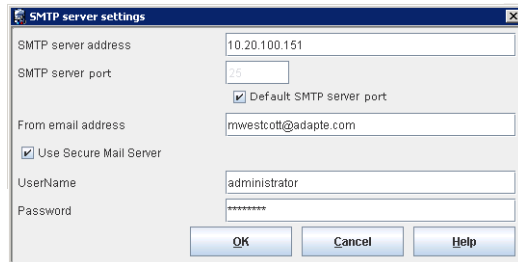 SMTP server settings
SMTP server address 10.20.100.151
SMTP server port 25
Default SMTP server port
From email address mwestcott@adapte.com
Use Secure Mail Server
UserName administrator
Password ********
OK Cancel Help